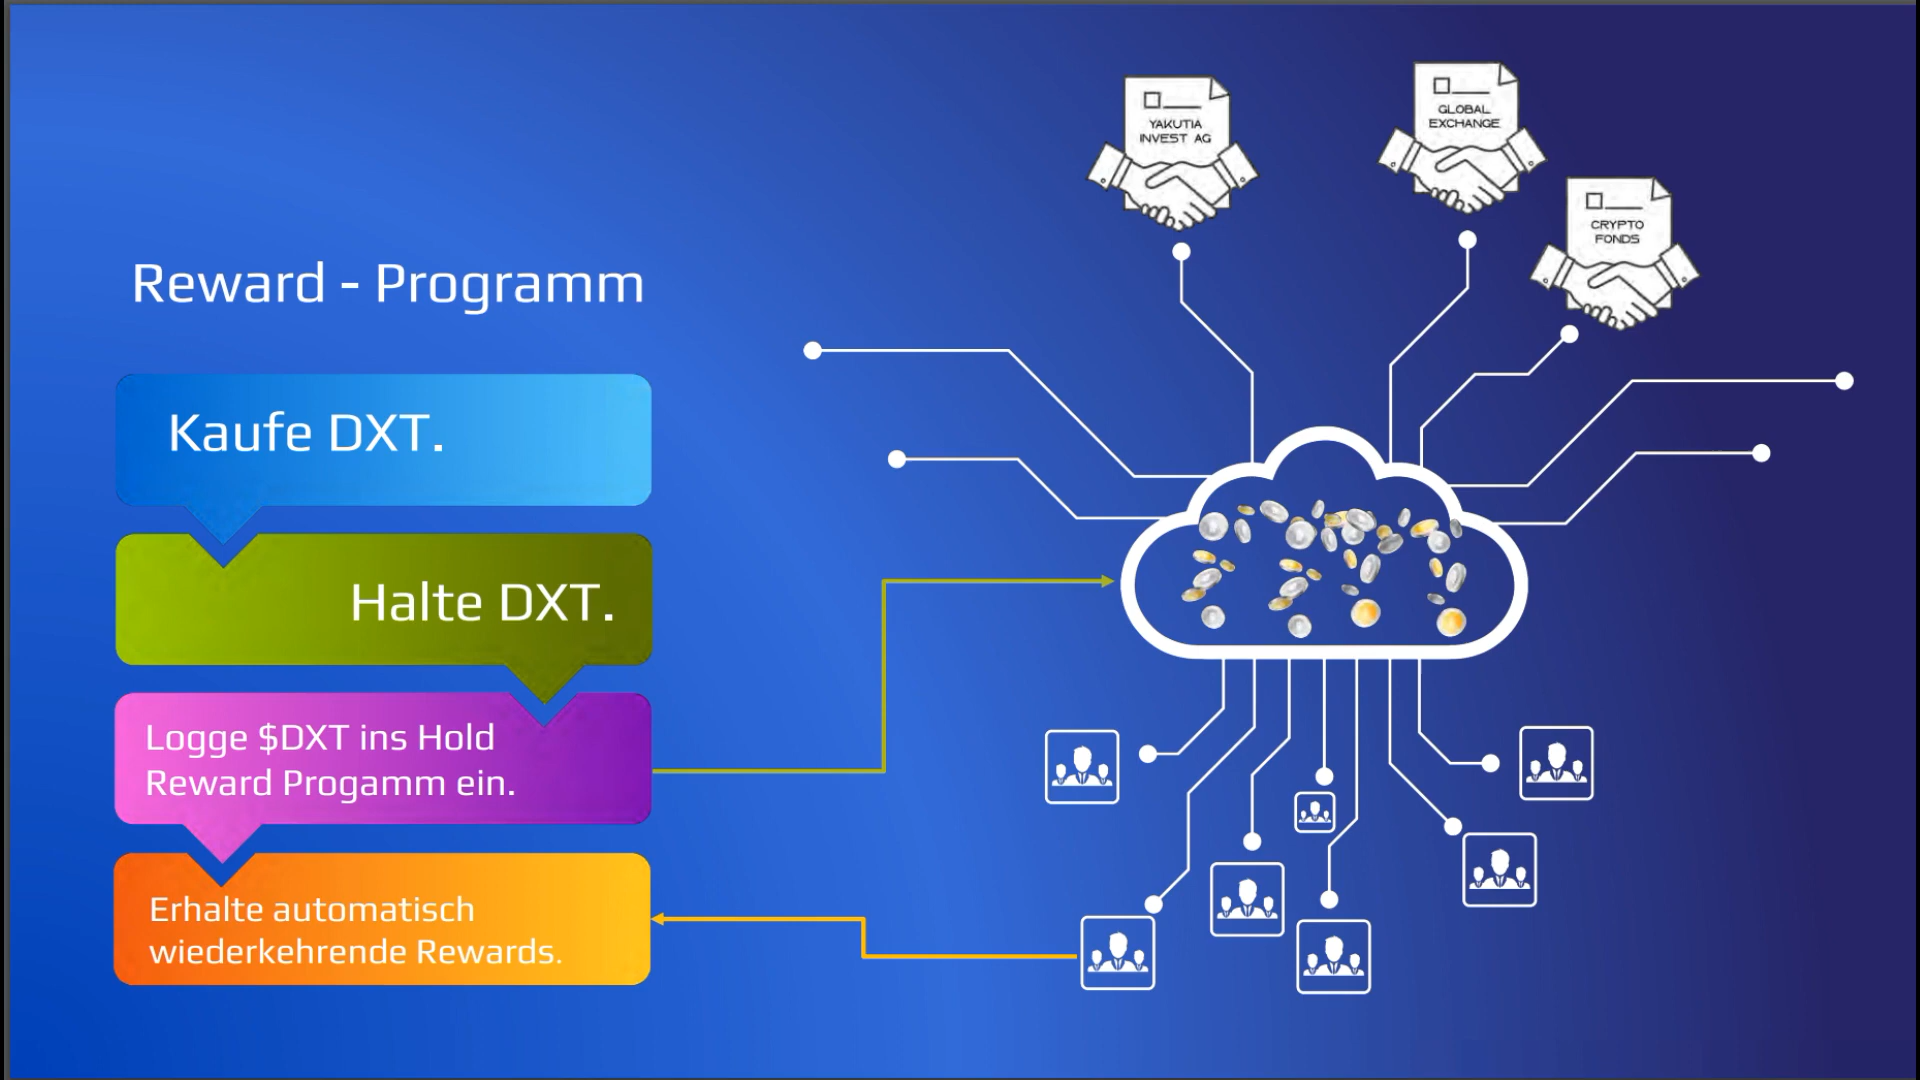 YAKUTIA
INVEST AG
GLOBAL
EXCHANGE
CRYPTO
FONDS
Reward - Programm
Kaufe DXT.
Halte DXT.
Logge $DXT ins Hold
Reward Progamm ein.
Erhalte automatisch
wiederkehrende Rewards.